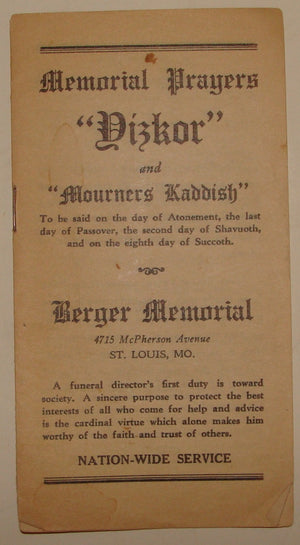 Memorial Prayers
"Yizkor"
and
"Mourners Kaddish"
To be said on the day of Atonement, the last
day of Passover, the second day of Shavuoth,
and on the eighth day of Succoth.
Berger Memorial
4715 McPherson Avenue
ST. LOUIS, MO.
A funeral director's first duty is toward
society. A sincere purpose to protect the best
interests of all who come for help and advice
is the cardinal virtue which alone makes him
worthy of the faith and trust of others.
NATION-WIDE SERVICE